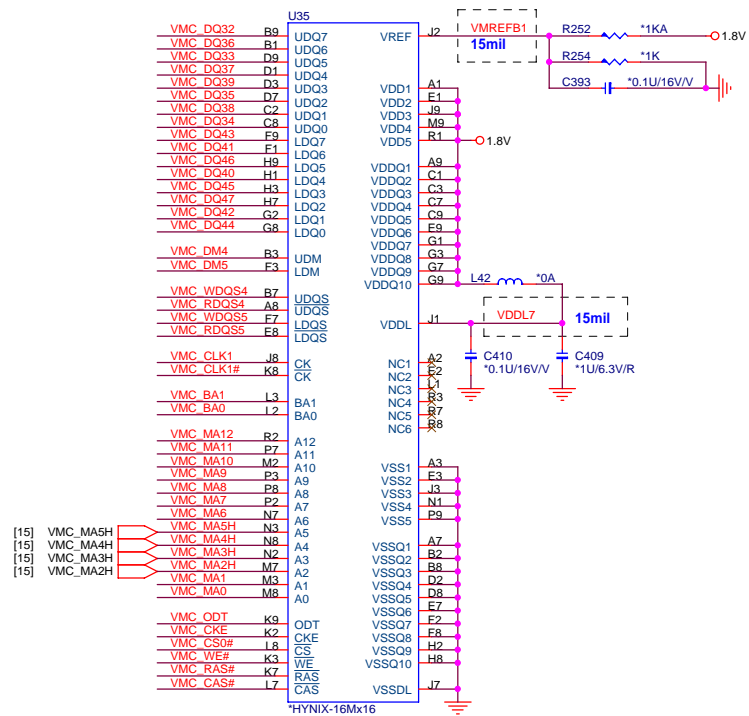 U35
VMC_DQ32 B9 UDQ7
VMC_DQ36 B1 UDQ6
VMC_DQ33 D9 UDQ5
VMC_DQ37 D1 UDQ4
VMC_DQ39 D3 UDQ3
VMC_DQ35 D7 UDQ2
VMC_DQ38 C2 UDQ1
VMC_DQ34 C8 UDQ0
VMC_DQ43 F9 LDQ7
VMC_DQ41 F1 LDQ6
VMC_DQ46 H9 LDQ5
VMC_DQ40 H1 LDQ4
VMC_DQ45 H3 LDQ3
VMC_DQ47 H7 LDQ2
VMC_DQ42 G2 LDQ1
VMC_DQ44 G8 LDQ0
VMC_DM4 B3 UDM
VMC_DM5 F3 LDM
VMC_WDQS4 B7 UDQS
VMC_RDQS4 A8 UDQS
VMC_WDQS5 F7 LDQS
VMC_RDQS5 E8 LDQS
VMC_CLK1 J8 CK
VMC_CLK1# K8 CK
VMC_BA1 L3 BA1
VMC_BA0 L2 BA0
VMC_MA12 R2 A12
VMC_MA11 P7 A11
VMC_MA10 M2 A10
VMC_MA9 P3 A9
VMC_MA8 P8 A8
VMC_MA7 P2 A7
VMC_MA6 N7 A6
[15] VMC_MA5H VMC_MA5H N3 A5
[15] VMC_MA4H VMC_MA4H N8 A4
[15] VMC_MA3H VMC_MA3H N2 A3
[15] VMC_MA2H VMC_MA2H M7 A2
VMC_MA1 M3 A1
VMC_MA0 M8 A0
VMC_ODT K9 ODT
VMC_CKE K2 CKE
VMC_CS0# L8 CS
VMC_WE# K3 WE
VMC_RAS# K7 RAS
VMC_CAS# L7 CAS
*HYNIX-16Mx16
VREF J2 VMREFB1
15mil
R252 *1KA 1.8V
R254 *1K
C393 *0.1U/16V/V
VDD1 A1
VDD2 E1
VDD3 J9
VDD4 M9
VDD5 R1 1.8V
VDDQ1 A9
VDDQ2 C1
VDDQ3 C3
VDDQ4 C7
VDDQ5 C9
VDDQ6 E9
VDDQ7 G1
VDDQ8 G3
VDDQ9 G7
VDDQ10 G9
L42 *0A
VDDL J1 VDDL7 15mil
C410
*0.1U/16V/V
C409
*1U/6.3V/R
NC1 A2
NC2 E2
NC3 L1
NC4 R3
NC5 R7
NC6 R8
VSS1 A3
VSS2 E3
VSS3 J3
VSS4 N1
VSS5 P9
VSSQ1 A7
VSSQ2 B2
VSSQ3 B8
VSSQ4 D2
VSSQ5 D8
VSSQ6 E7
VSSQ7 F2
VSSQ8 F8
VSSQ9 H2
VSSQ10 H8
VSSDL J7